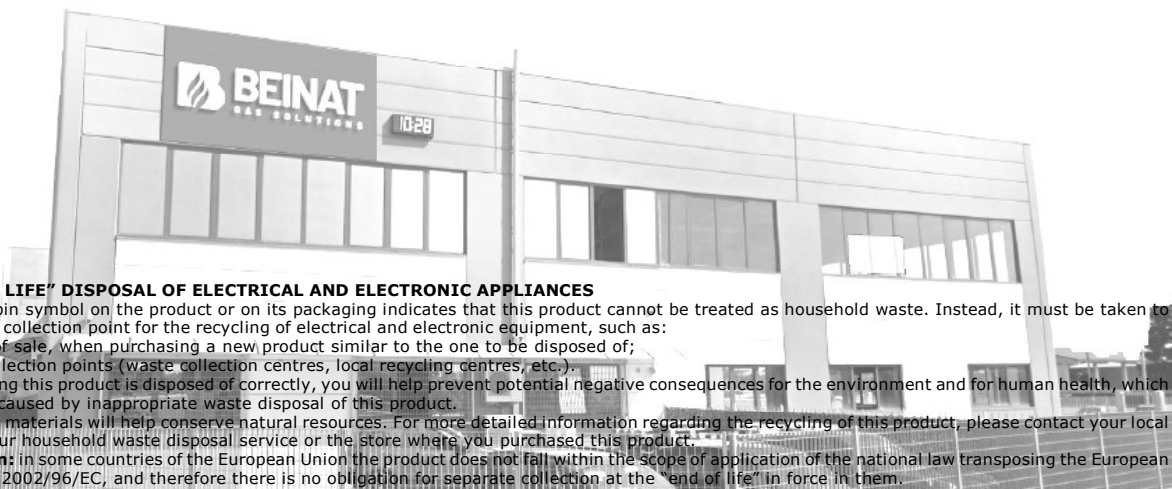 BEINAT
GAS SOLUTIONS
10:28
LIFE” DISPOSAL OF ELECTRICAL AND ELECTRONIC APPLIANCES
bin symbol on the product or on its packaging indicates that this product cannot be treated as household waste. Instead, it must be taken to
collection point for the recycling of electrical and electronic equipment, such as:
of sale, when purchasing a new product similar to the one to be disposed of;
lection points (waste collection centres, local recycling centres, etc.).
ng this product is disposed of correctly, you will help prevent potential negative consequences for the environment and for human health, which
caused by inappropriate waste disposal of this product.
materials will help conserve natural resources. For more detailed information regarding the recycling of this product, please contact your local
ur household waste disposal service or the store where you purchased this product.
n: in some countries of the European Union the product does not fall within the scope of application of the national law transposing the European
2002/96/EC, and therefore there is no obligation for separate collection at the “end of life” in force in them.